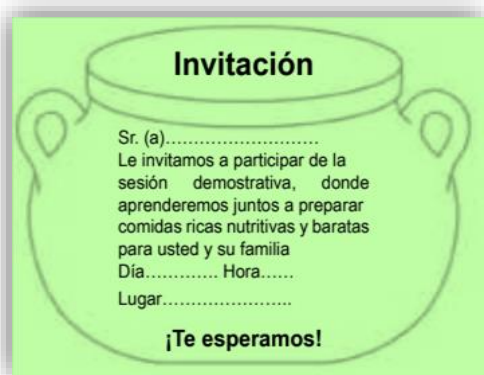 Invitación
Sr. (a)...........................
Le invitamos a participar de la
sesión demostrativa, donde
aprenderemos juntos a preparar
comidas ricas nutritivas y baratas
para usted y su familia
Día............. Hora......
Lugar.......................
¡Te esperamos!